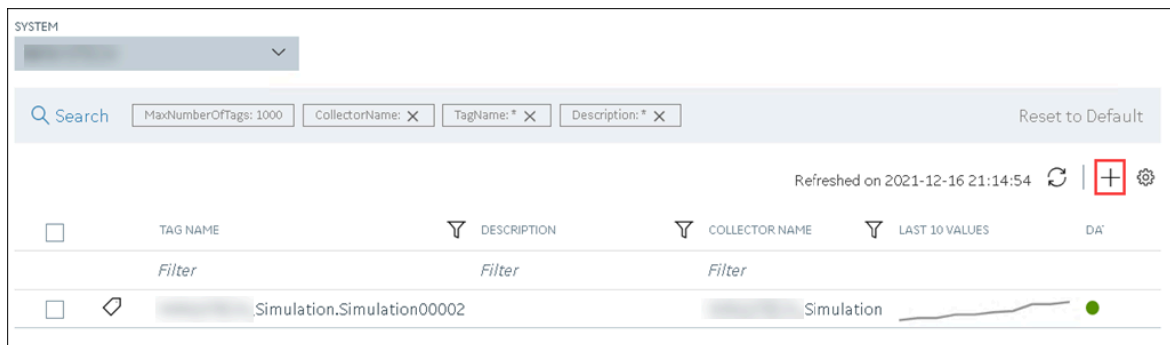 SYSTEM
Search MaxNumberOfTags: 1000 CollectorName: TagName:* Description:* Reset to Default
Refreshed on 2021-12-16 21:14:54
TAG NAME DESCRIPTION COLLECTOR NAME LAST 10 VALUES DA
Filter Filter Filter
.Simulation.Simulation00002 Simulation